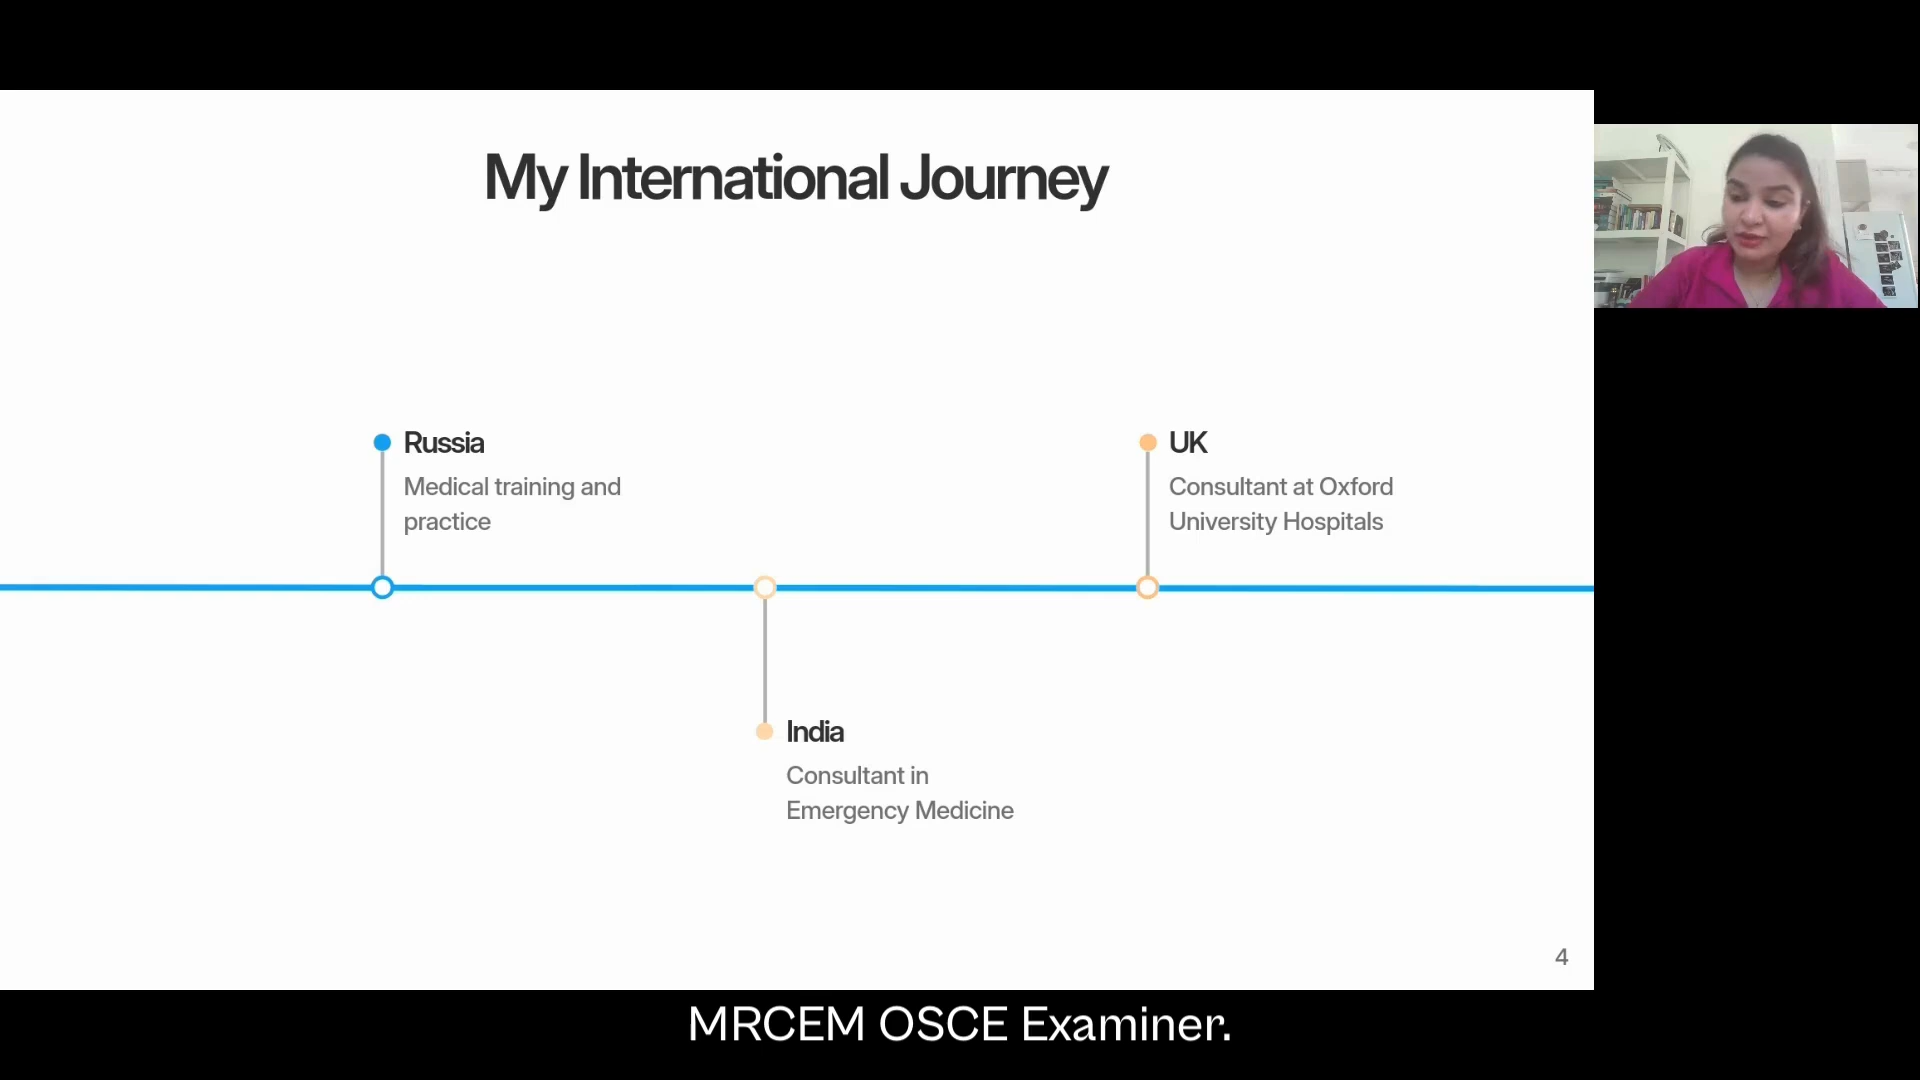 My International Journey
Russia
Medical training and
practice
UK
Consultant at Oxford
University Hospitals
India
Consultant in
Emergency Medicine
4
MRCEM OSCE Examiner.